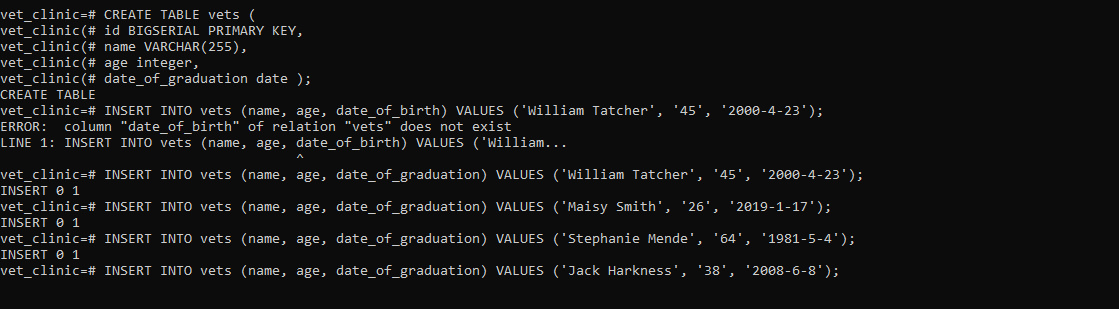 vet_clinic=# CREATE TABLE vets (
vet_clinic(# id BIGSERIAL PRIMARY KEY,
vet_clinic(# name VARCHAR(255),
vet_clinic(# age integer,
vet_clinic(# date_of_graduation date );
CREATE TABLE
vet_clinic=# INSERT INTO vets (name, age, date_of_birth) VALUES ('William Tatcher', '45', '2000-4-23');
ERROR:  column "date_of_birth" of relation "vets" does not exist
LINE 1: INSERT INTO vets (name, age, date_of_birth) VALUES ('William...
                                     ^
vet_clinic=# INSERT INTO vets (name, age, date_of_graduation) VALUES ('William Tatcher', '45', '2000-4-23');
INSERT 0 1
vet_clinic=# INSERT INTO vets (name, age, date_of_graduation) VALUES ('Maisy Smith', '26', '2019-1-17');
INSERT 0 1
vet_clinic=# INSERT INTO vets (name, age, date_of_graduation) VALUES ('Stephanie Mende', '64', '1981-5-4');
INSERT 0 1
vet_clinic=# INSERT INTO vets (name, age, date_of_graduation) VALUES ('Jack Harkness', '38', '2008-6-8');